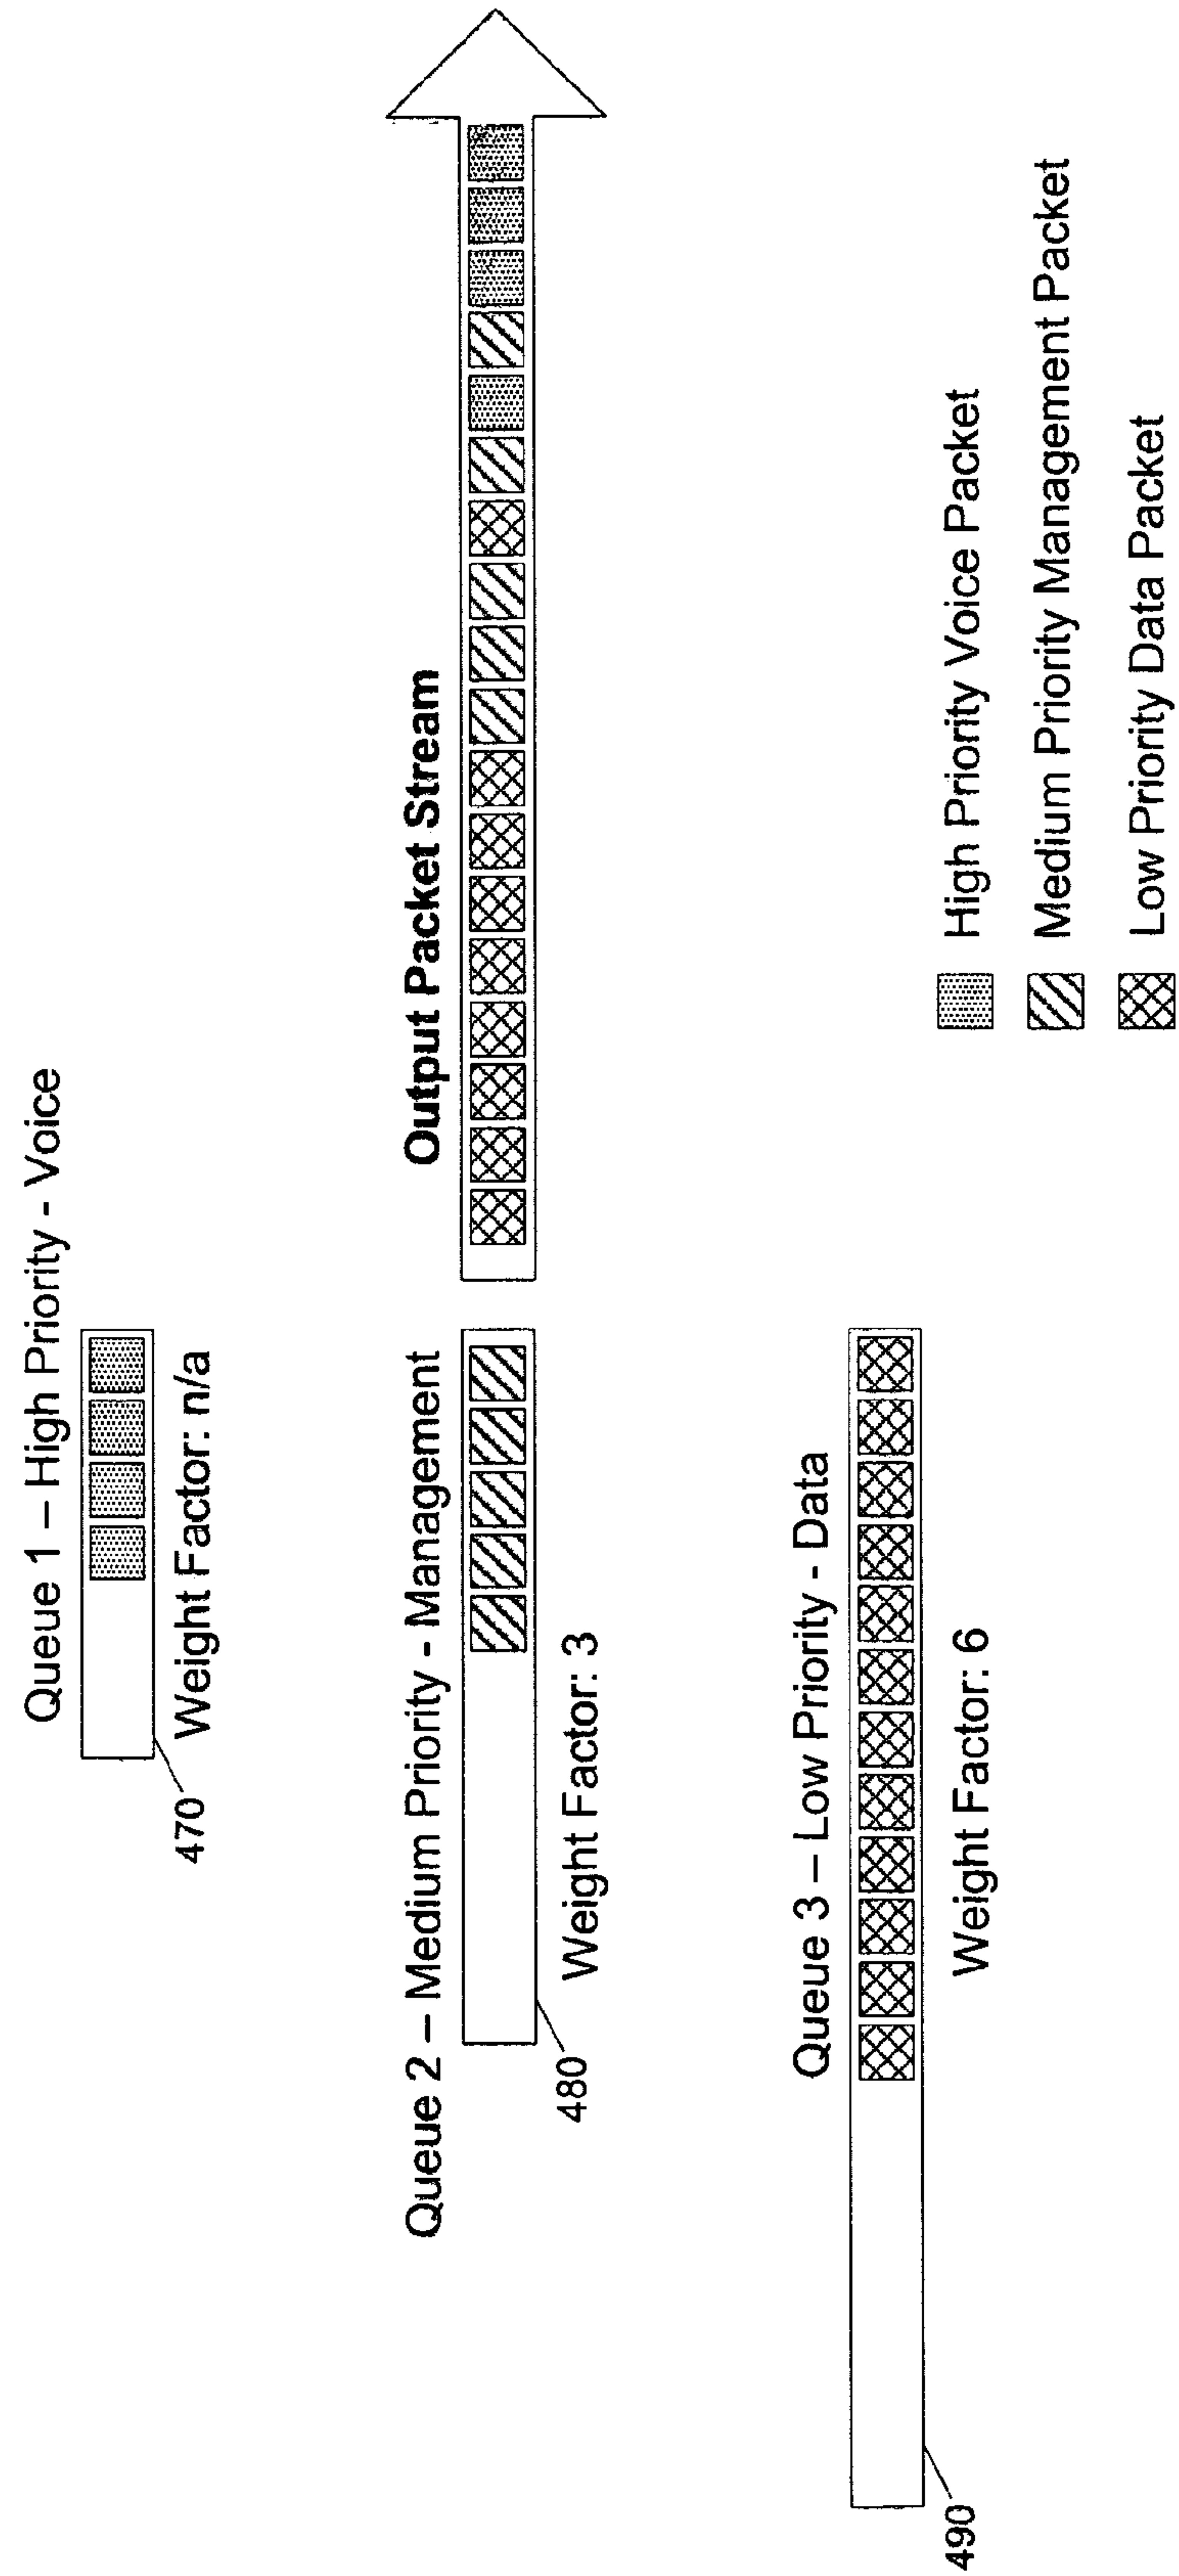 Queue 1 – High Priority - Voice
Weight Factor: n/a
470
Queue 2 – Medium Priority - Management
Weight Factor: 3
480
Output Packet Stream
Queue 3 – Low Priority - Data
Weight Factor: 6
490
High Priority Voice Packet
Medium Priority Management Packet
Low Priority Data Packet